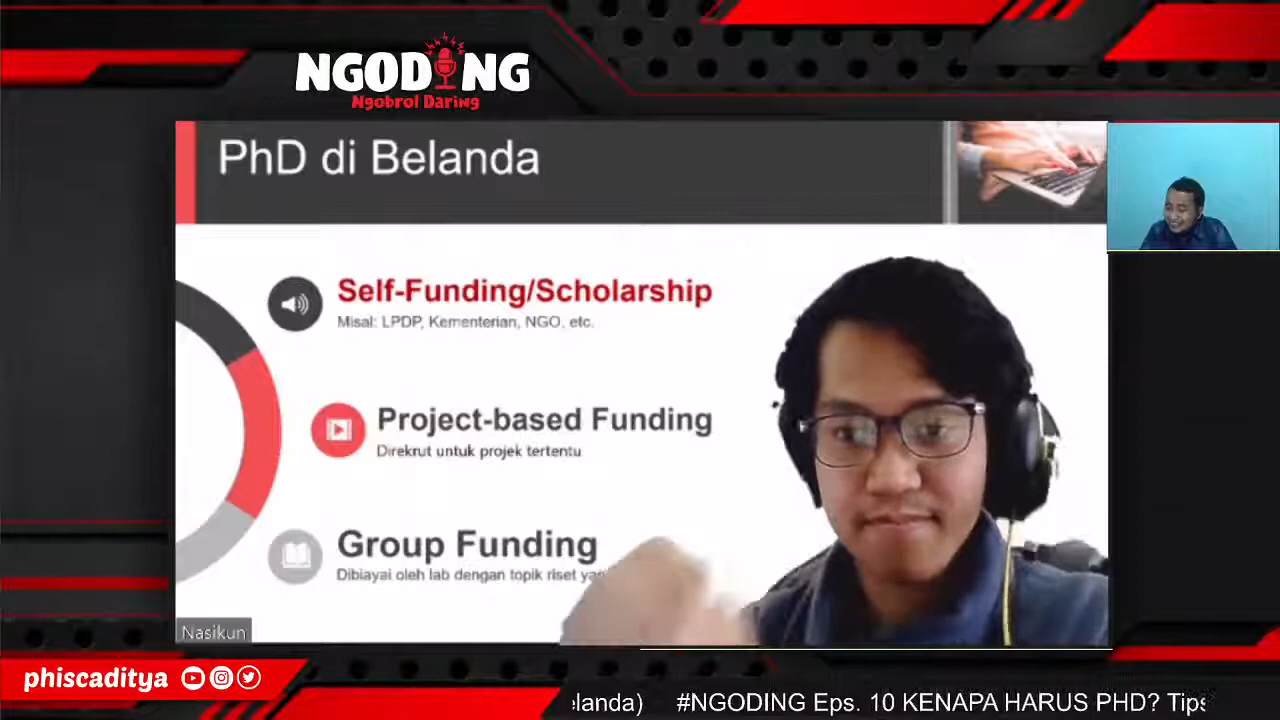 NGODING
Ngobrol Daring
PhD di Belanda
Self-Funding/Scholarship
Misal: LPDP, Kementerian, NGO, etc.
Project-based Funding
Direkrut untuk projek tertentu
Group Funding
Dibiayai oleh lab dengan topik riset
Nasikun
phiscaditya
elanda) #NGODING Eps. 10 KENAPA HARUS PHD? Tips